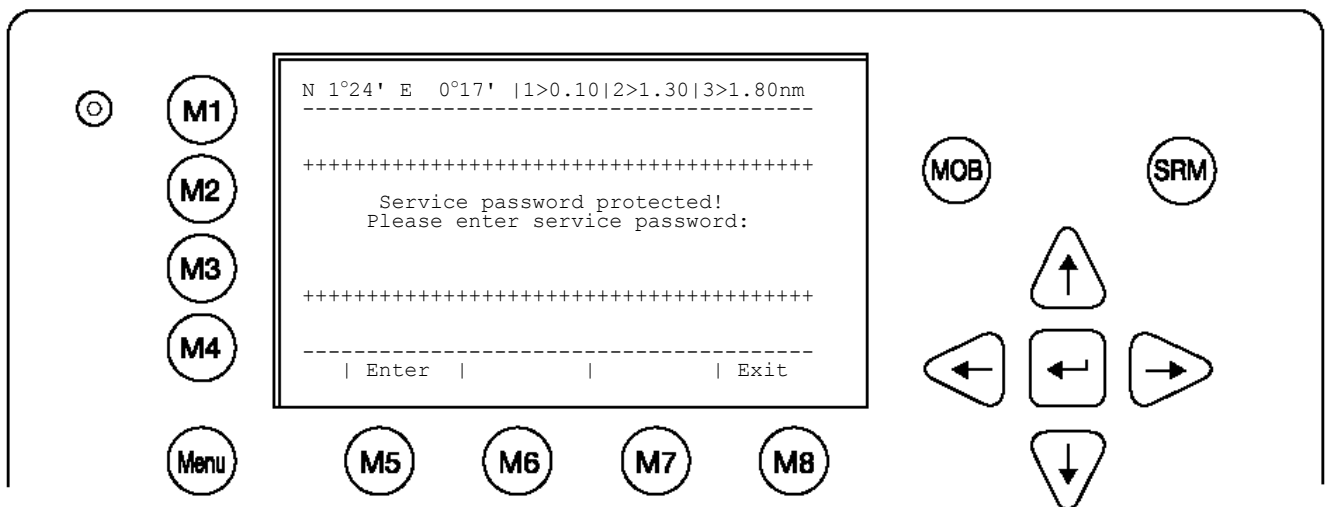 N 1°24' E 0°17' |1>0.10|2>1.30|3>1.80nm
----------------------------------------
M1
++++++++++++++++++++++++++++++++++++++++
MOB
SRM
M2
Service password protected!
Please enter service password:
M3
++++++++++++++++++++++++++++++++++++++++
M4
----------------------------------------
| Enter | | | Exit
Menu
M5
M6
M7
M8